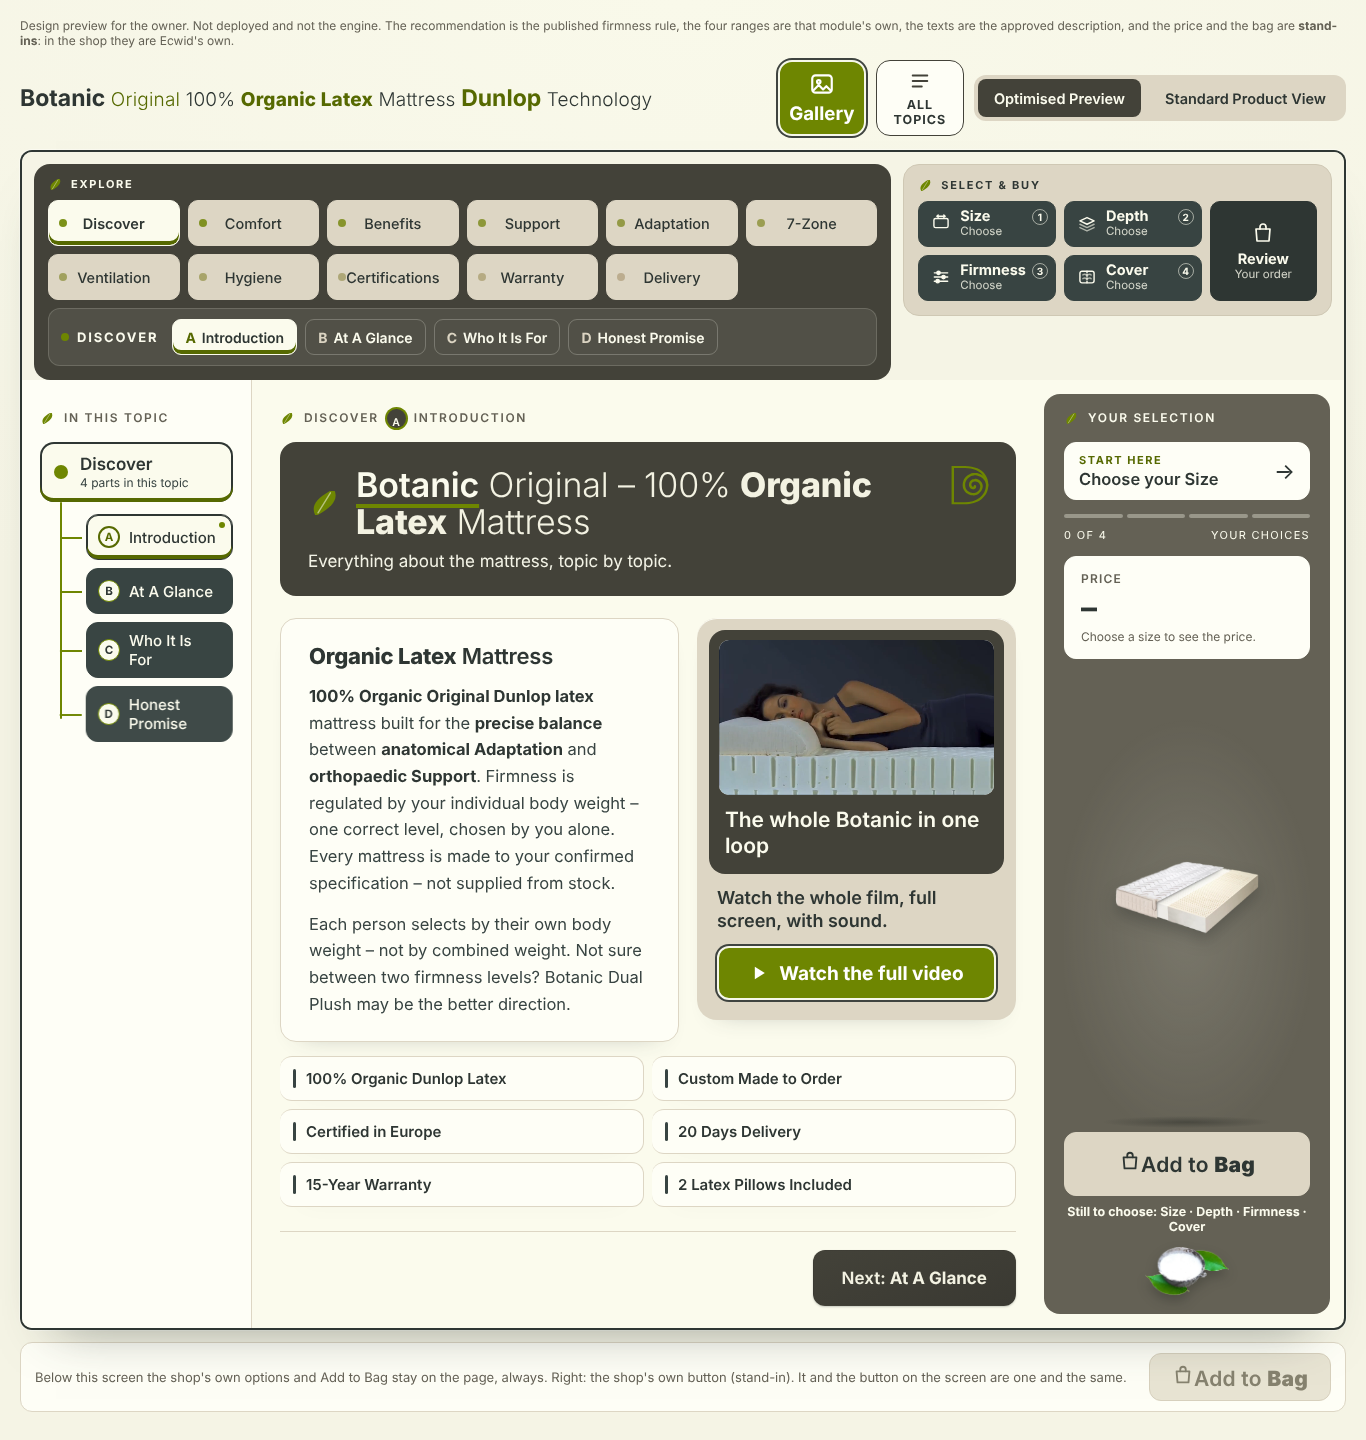 Design preview for the owner. Not deployed and not the engine. The recommendation is the published firmness rule, the four ranges are that module's own, the texts are the approved description, and the price and the bag are stand-
ins: in the shop they are Ecwid's own.
Botanic Original 100% Organic Latex Mattress Dunlop Technology
Gallery
ALL
TOPICS
Optimised Preview
Standard Product View
EXPLORE
Discover
Comfort
Benefits
Support
Adaptation
7-Zone
Ventilation
Hygiene
Certifications
Warranty
Delivery
DISCOVER
A Introduction
B At A Glance
C Who It Is For
D Honest Promise
SELECT & BUY
Size
Choose
1
Depth
Choose
2
Firmness
Choose
3
Cover
Choose
4
Review
Your order
IN THIS TOPIC
Discover
4 parts in this topic
A Introduction
B At A Glance
C Who It Is
For
D Honest
Promise
DISCOVER A INTRODUCTION
Botanic Original – 100% Organic
Latex Mattress
Everything about the mattress, topic by topic.
Organic Latex Mattress
100% Organic Original Dunlop latex
mattress built for the precise balance
between anatomical Adaptation and
orthopaedic Support. Firmness is
regulated by your individual body weight –
one correct level, chosen by you alone.
Every mattress is made to your confirmed
specification – not supplied from stock.
Each person selects by their own body
weight – not by combined weight. Not sure
between two firmness levels? Botanic Dual
Plush may be the better direction.
The whole Botanic in one
loop
Watch the whole film, full
screen, with sound.
Watch the full video
100% Organic Dunlop Latex
Custom Made to Order
Certified in Europe
20 Days Delivery
15-Year Warranty
2 Latex Pillows Included
Next: At A Glance
YOUR SELECTION
START HERE
Choose your Size
0 OF 4
YOUR CHOICES
PRICE
–
Choose a size to see the price.
Add to Bag
Still to choose: Size · Depth · Firmness ·
Cover
Below this screen the shop's own options and Add to Bag stay on the page, always. Right: the shop's own button (stand-in). It and the button on the screen are one and the same.
Add to Bag